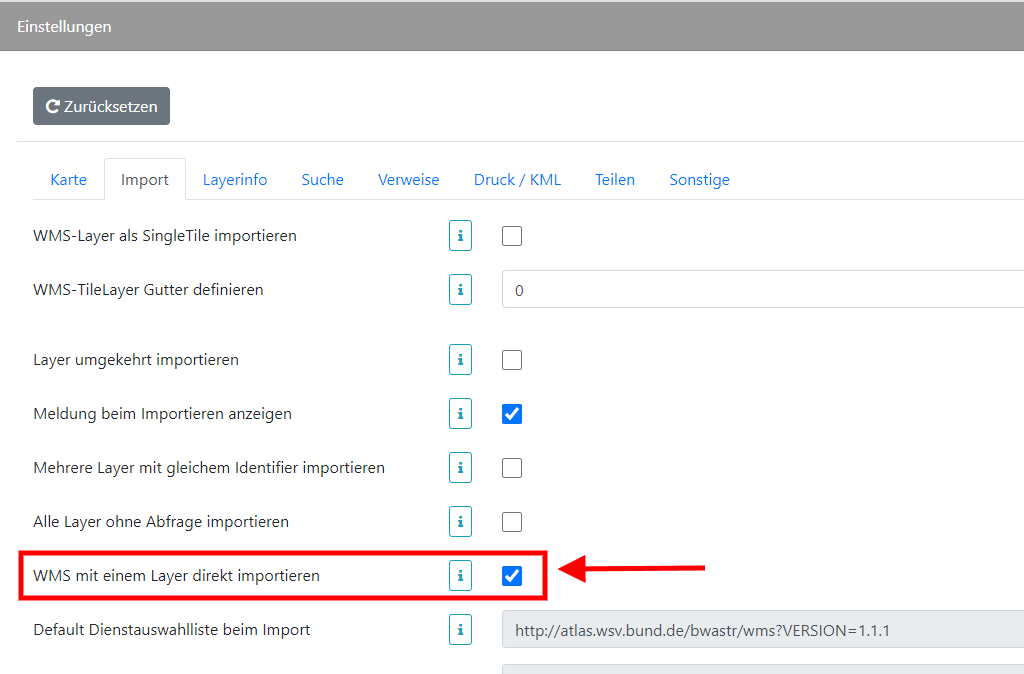 Einstellungen
Zurücksetzen
Karte Import Layerinfo Suche Verweise Druck / KML Teilen Sonstige
WMS-Layer als SingleTile importieren i
WMS-TileLayer Gutter definieren i 0
Layer umgekehrt importieren i
Meldung beim Importieren anzeigen i
Mehrere Layer mit gleichem Identifier importieren i
Alle Layer ohne Abfrage importieren i
WMS mit einem Layer direkt importieren i
Default Dienstauswahlliste beim Import i http://atlas.wsv.bund.de/bwastr/wms?VERSION=1.1.1